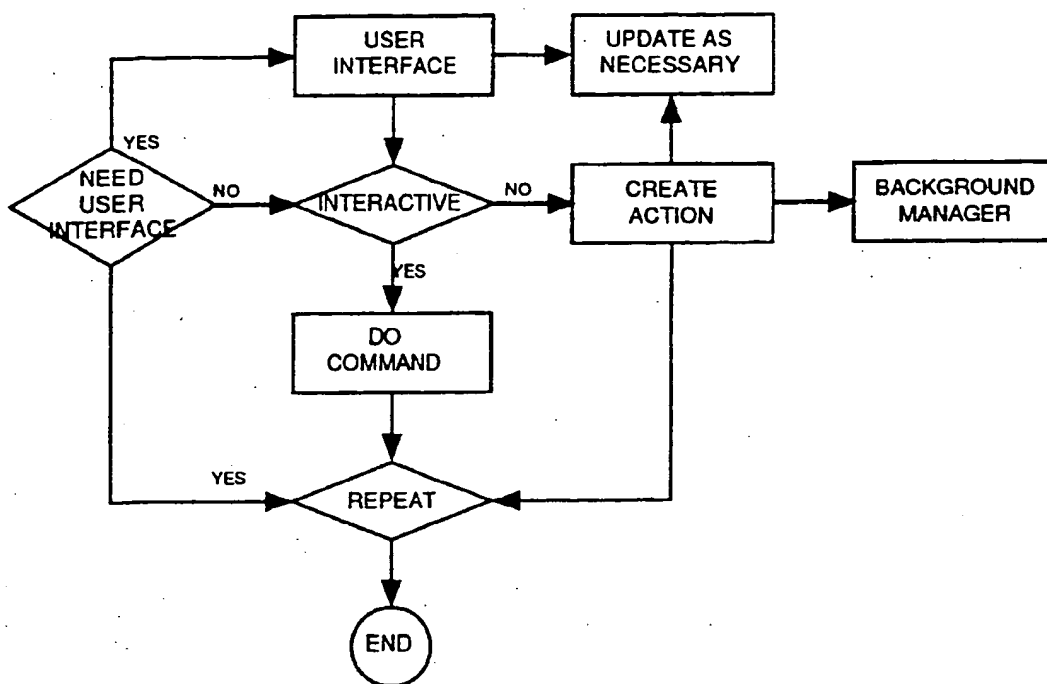 USER
INTERFACE
UPDATE AS
NECESSARY
YES
NEED
USER
INTERFACE
NO
INTERACTIVE
NO
CREATE
ACTION
BACKGROUND
MANAGER
YES
DO
COMMAND
YES
REPEAT
END